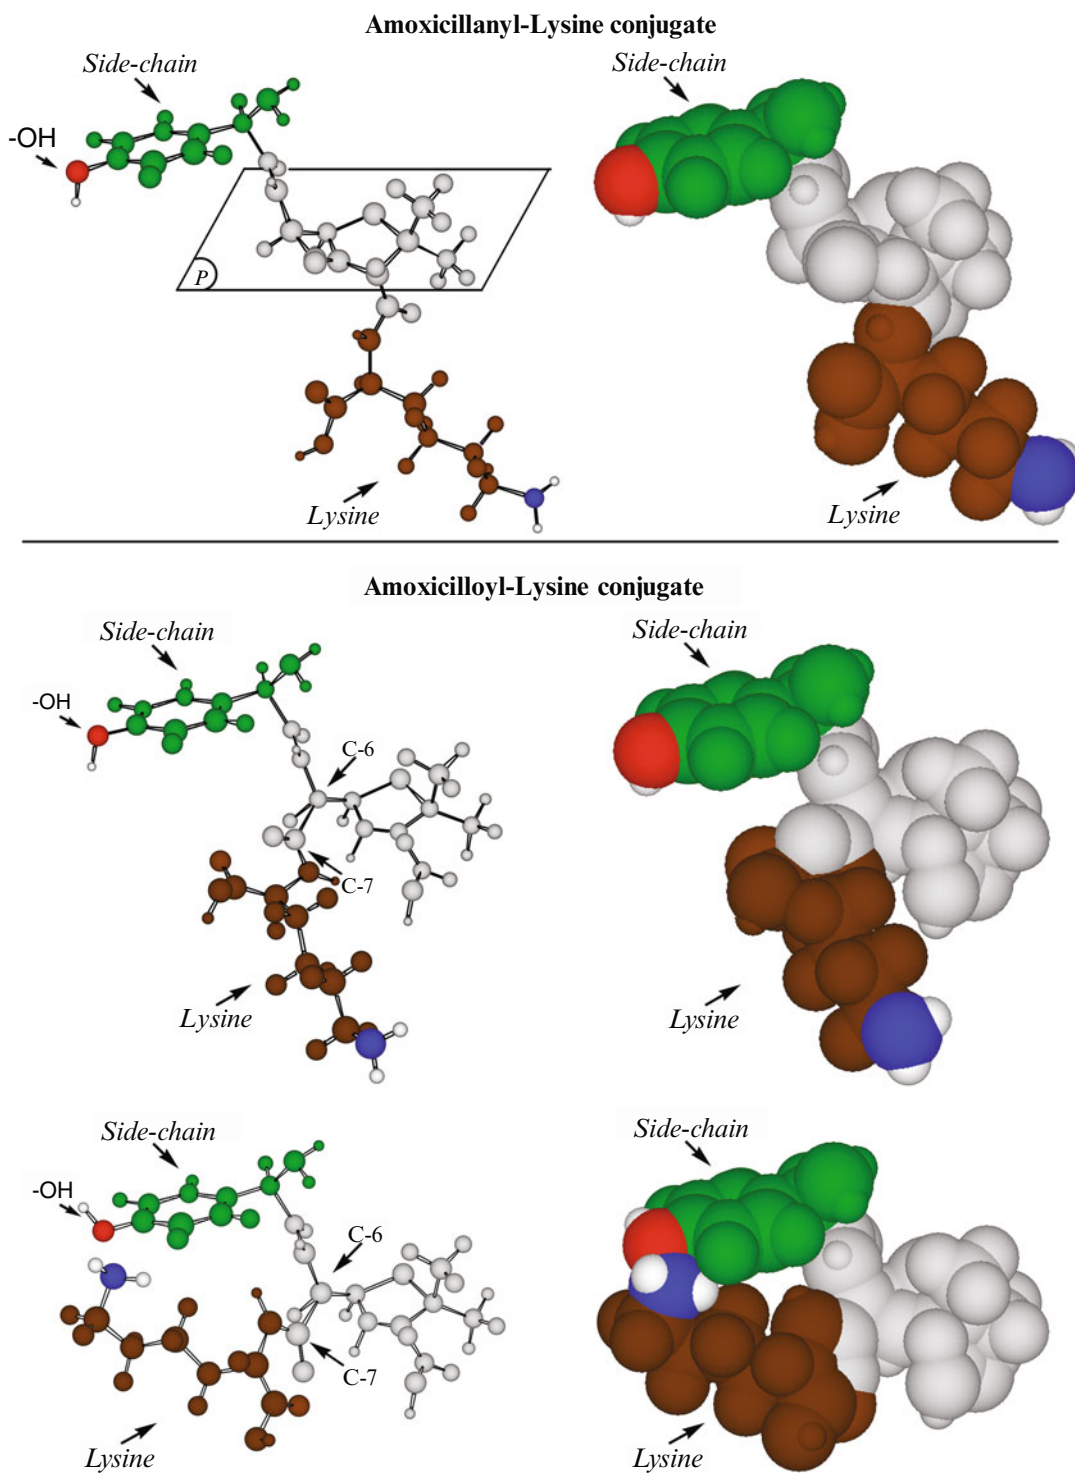 Amoxicillanyl-Lysine conjugate
Side-chain
Side-chain
-OH
P
Lysine
Lysine
Amoxicilloyl-Lysine conjugate
Side-chain
Side-chain
-OH
C-6
C-7
Lysine
Lysine
Side-chain
Side-chain
-OH
C-6
C-7
Lysine
Lysine